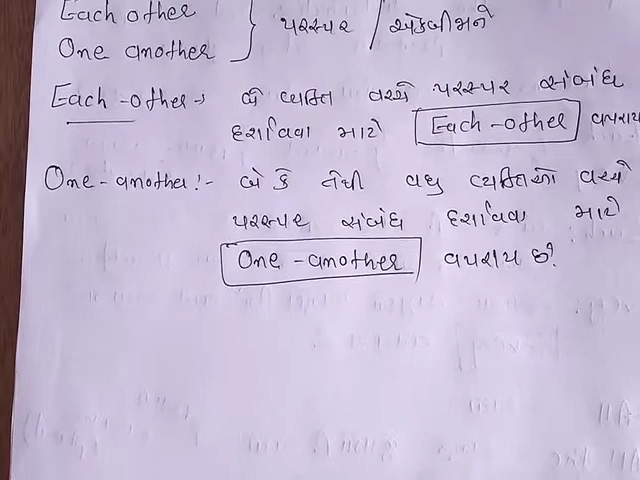 Each other } પરસ્પર / એકબીજાને
One another
Each-other → બે વ્યક્તિ વચ્ચે પરસ્પર સંબંધ
દર્શાવવા માટે Each-other વપરાય
One-another :- બે કે તેથી વધુ વ્યક્તિઓ વચ્ચે
પરસ્પર સંબંધ દર્શાવવા માટે
One-another વપરાય છે.